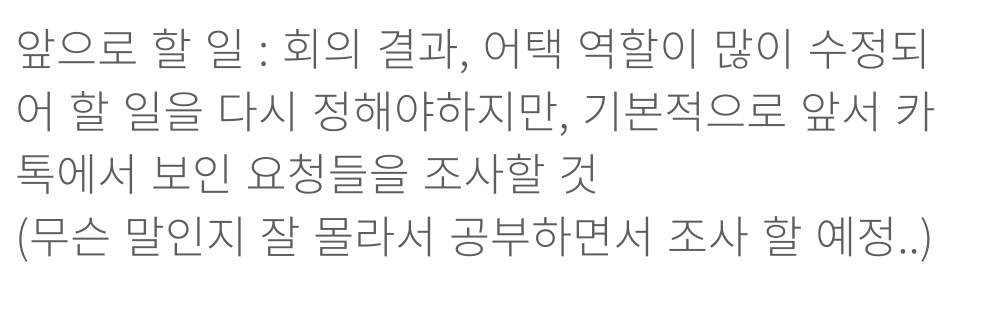 앞으로 할 일 : 회의 결과, 어택 역할이 많이 수정되
어 할 일을 다시 정해야하지만, 기본적으로 앞서 카
톡에서 보인 요청들을 조사할 것
(무슨 말인지 잘 몰라서 공부하면서 조사 할 예정..)